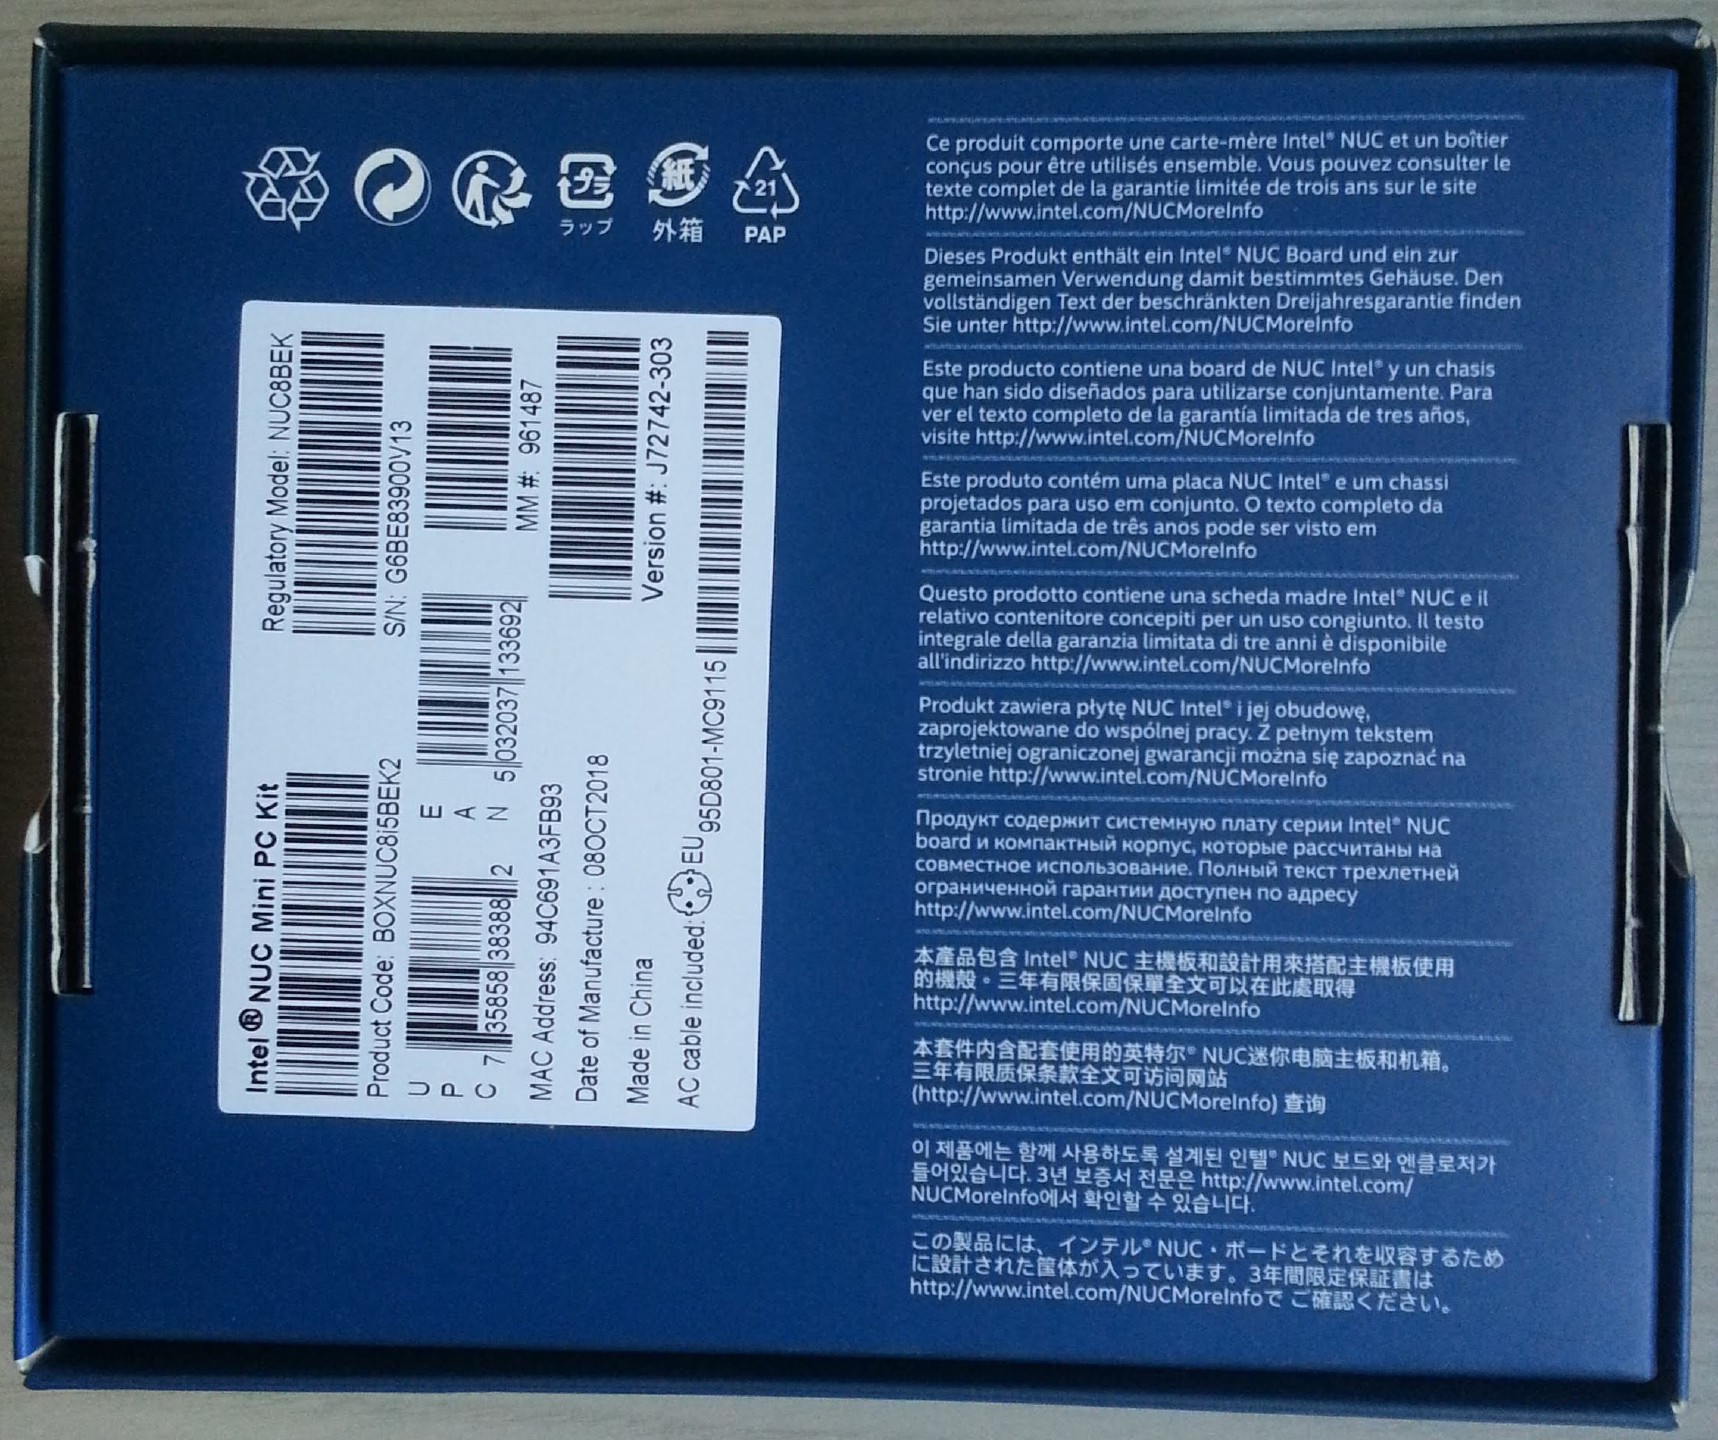 ラップ
外箱
21
PAP
Intel® NUC Mini PC Kit
Product Code: BOXNUC8i5BEK2
Regulatory Model: NUC8BEK
S/N: G6BE8390OV13
UPC
7 35858 38388 2
EAN
5 032037 133692
MM #: 961487
MAC Address: 94C691A3FB93
Date of Manufacture : 08OCT2018
Version #: J72742-303
Made in China
AC cable included: EU
95D801-MC9115
Ce produit comporte une carte-mère Intel® NUC et un boîtier
conçus pour être utilisés ensemble. Vous pouvez consulter le
texte complet de la garantie limitée de trois ans sur le site
http://www.intel.com/NUCMoreInfo
Dieses Produkt enthält ein Intel® NUC Board und ein zur
gemeinsamen Verwendung damit bestimmtes Gehäuse. Den
vollständigen Text der beschränkten Dreijahresgarantie finden
Sie unter http://www.intel.com/NUCMoreInfo
Este producto contiene una board de NUC Intel® y un chasis
que han sido diseñados para utilizarse conjuntamente. Para
ver el texto completo de la garantía limitada de tres años,
visite http://www.intel.com/NUCMoreInfo
Este produto contém uma placa NUC Intel® e um chassi
projetados para uso em conjunto. O texto completo da
garantia limitada de três anos pode ser visto em
http://www.intel.com/NUCMoreInfo
Questo prodotto contiene una scheda madre Intel® NUC e il
relativo contenitore concepiti per un uso congiunto. Il testo
integrale della garanzia limitata di tre anni è disponibile
all'indirizzo http://www.intel.com/NUCMoreInfo
Produkt zawiera płytę NUC Intel® i jej obudowę,
zaprojektowane do wspólnej pracy. Z pełnym tekstem
trzyletniej ograniczonej gwarancji można się zapoznać na
stronie http://www.intel.com/NUCMoreInfo
Продукт содержит системную плату серии Intel® NUC
board и компактный корпус, которые рассчитаны на
совместное использование. Полный текст трехлетней
ограниченной гарантии доступен по адресу
http://www.intel.com/NUCMoreInfo
本產品包含 Intel® NUC 主機板和設計用來搭配主機板使用
的機殼。三年有限保固保單全文可以在此處取得
http://www.intel.com/NUCMoreInfo
本套件内含配套使用的英特尔® NUC迷你电脑主板和机箱。
三年有限质保条款全文可访问网站
(http://www.intel.com/NUCMoreInfo) 查询
이 제품에는 함께 사용하도록 설계된 인텔® NUC 보드와 엔클로저가
들어있습니다. 3년 보증서 전문은 http://www.intel.com/
NUCMoreInfo에서 확인할 수 있습니다.
この製品には、インテル® NUC・ボードとそれを収容するため
に設計された筐体が入っています。3年間限定保証書は
http://www.intel.com/NUCMoreInfoで ご確認ください。